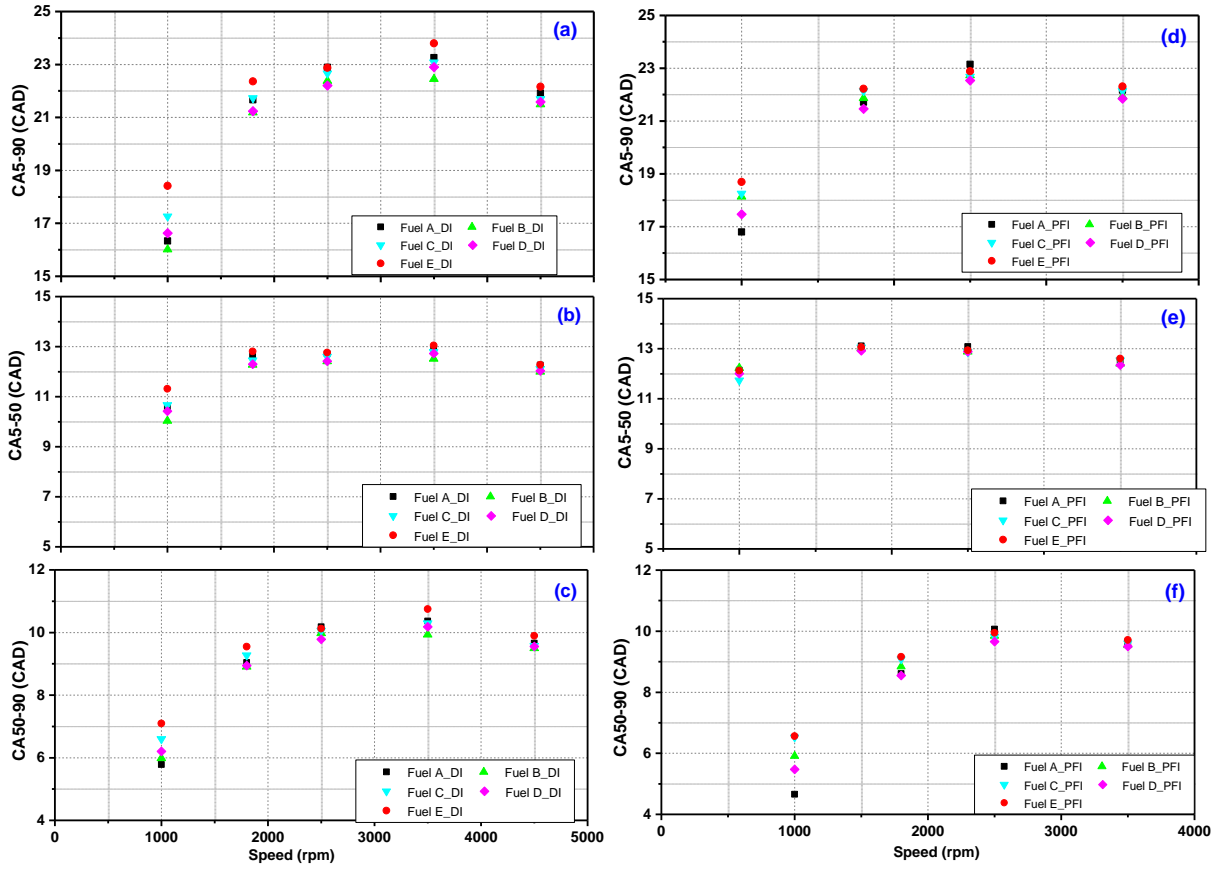 (a)
CA5-90 (CAD)
25
23
21
19
17
15
Fuel A_DI
Fuel B_DI
Fuel C_DI
Fuel D_DI
Fuel E_DI
(b)
CA5-50 (CAD)
15
13
11
9
7
5
Fuel A_DI
Fuel B_DI
Fuel C_DI
Fuel D_DI
Fuel E_DI
(c)
CA50-90 (CAD)
12
10
8
6
4
Fuel A_DI
Fuel B_DI
Fuel C_DI
Fuel D_DI
Fuel E_DI
0 1000 2000 3000 4000 5000
Speed (rpm)
(d)
CA5-90 (CAD)
25
23
21
19
17
15
Fuel A_PFI
Fuel B_PFI
Fuel C_PFI
Fuel D_PFI
Fuel E_PFI
(e)
CA5-50 (CAD)
15
13
11
9
7
5
Fuel A_PFI
Fuel B_PFI
Fuel C_PFI
Fuel D_PFI
Fuel E_PFI
(f)
CA50-90 (CAD)
12
10
8
6
4
Fuel A_PFI
Fuel B_PFI
Fuel C_PFI
Fuel D_PFI
Fuel E_PFI
0 1000 2000 3000 4000
Speed (rpm)